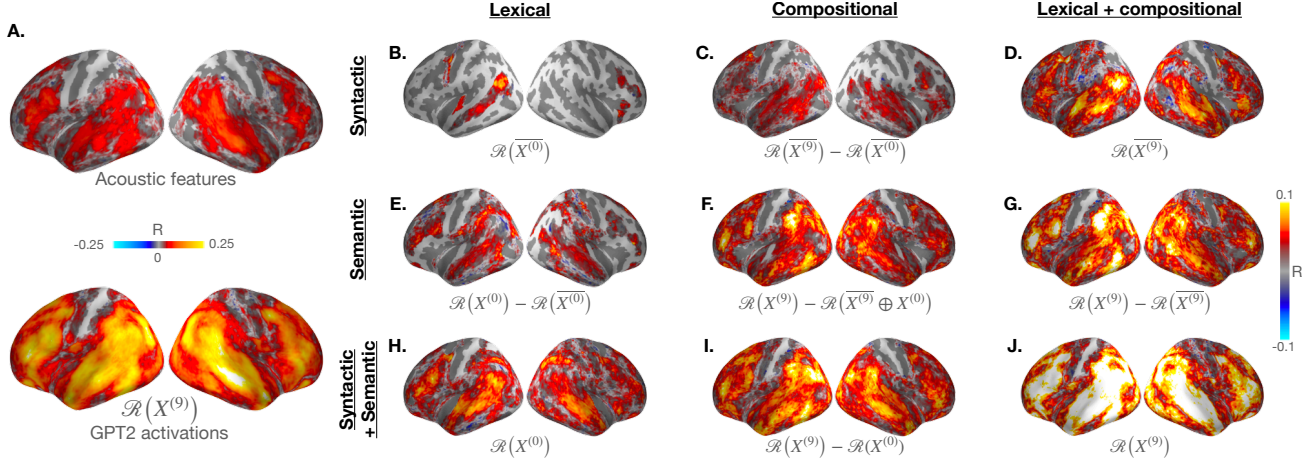 Lexical
Compositional
Lexical + compositional
A.
Acoustic features
R
-0.25
0.25
0
ℛ(X⁽⁹⁾)
GPT2 activations
Syntactic
B.
ℛ(X̅⁽⁰⁾)
C.
ℛ(X̅⁽⁹⁾) − ℛ(X̅⁽⁰⁾)
D.
ℛ(X̅⁽⁹⁾)
Semantic
E.
ℛ(X⁽⁰⁾) − ℛ(X̅⁽⁰⁾)
F.
ℛ(X⁽⁹⁾) − ℛ(X̅⁽⁹⁾ ⊕ X⁽⁰⁾)
G.
ℛ(X⁽⁹⁾) − ℛ(X̅⁽⁹⁾)
0.1
R
-0.1
Syntactic
+ Semantic
H.
ℛ(X⁽⁰⁾)
I.
ℛ(X⁽⁹⁾) − ℛ(X⁽⁰⁾)
J.
ℛ(X⁽⁹⁾)